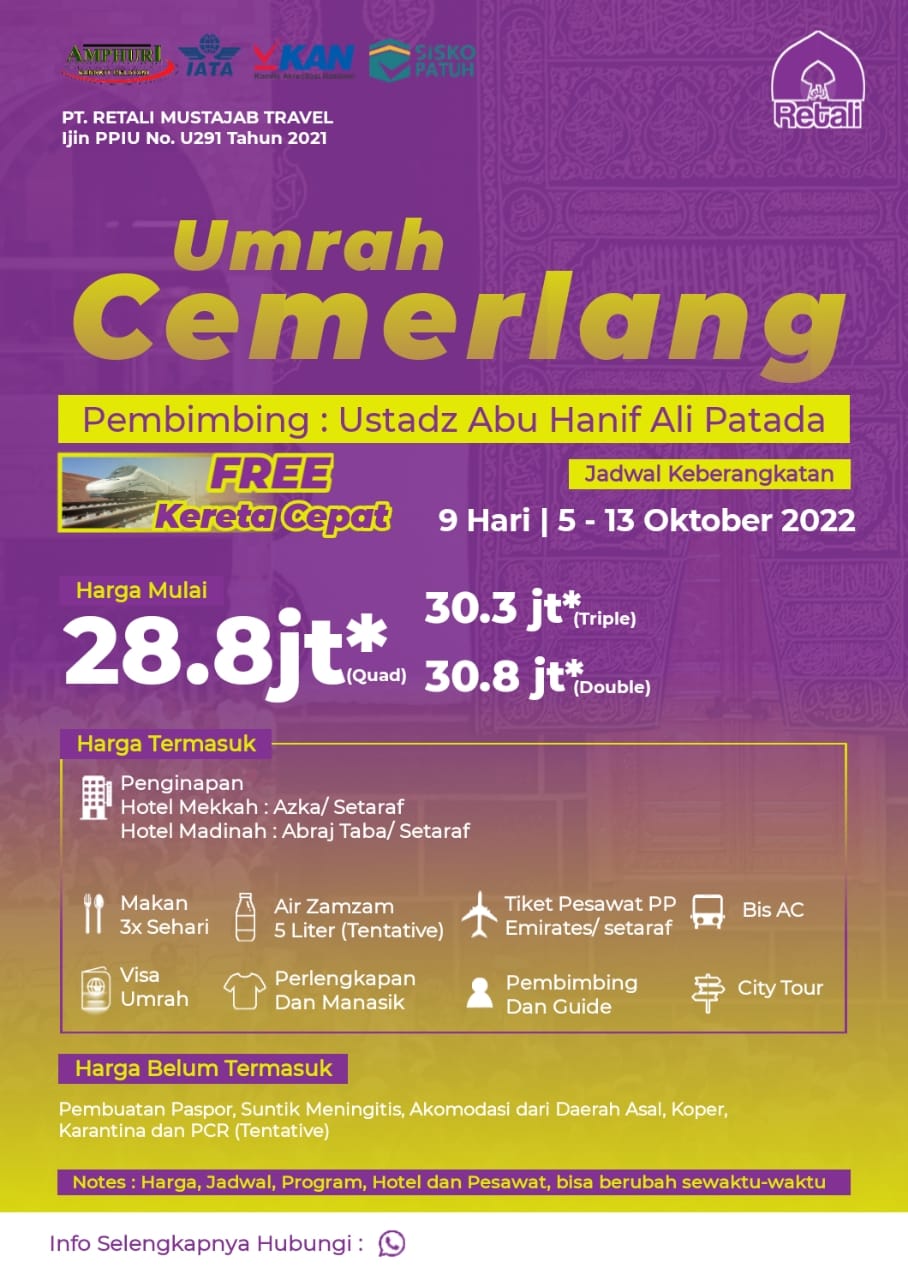 AMPHURI
IATA
KAN
Komite Akreditasi Nasional
SISKO
PATUH
PT. RETALI MUSTAJAB TRAVEL
Ijin PPIU No. U291 Tahun 2021
Retali
Umrah
Cemerlang
Pembimbing : Ustadz Abu Hanif Ali Patada
FREE
Kereta Cepat
Jadwal Keberangkatan
9 Hari | 5 - 13 Oktober 2022
Harga Mulai
28.8jt* (Quad)
30.3 jt* (Triple)
30.8 jt* (Double)
Harga Termasuk
Penginapan
Hotel Mekkah : Azka/ Setaraf
Hotel Madinah : Abraj Taba/ Setaraf
Makan
3x Sehari
Air Zamzam
5 Liter (Tentative)
Tiket Pesawat PP
Emirates/ setaraf
Bis AC
Visa
Umrah
Perlengkapan
Dan Manasik
Pembimbing
Dan Guide
City Tour
Harga Belum Termasuk
Pembuatan Paspor, Suntik Meningitis, Akomodasi dari Daerah Asal, Koper,
Karantina dan PCR (Tentative)
Notes : Harga, Jadwal, Program, Hotel dan Pesawat, bisa berubah sewaktu-waktu
Info Selengkapnya Hubungi :